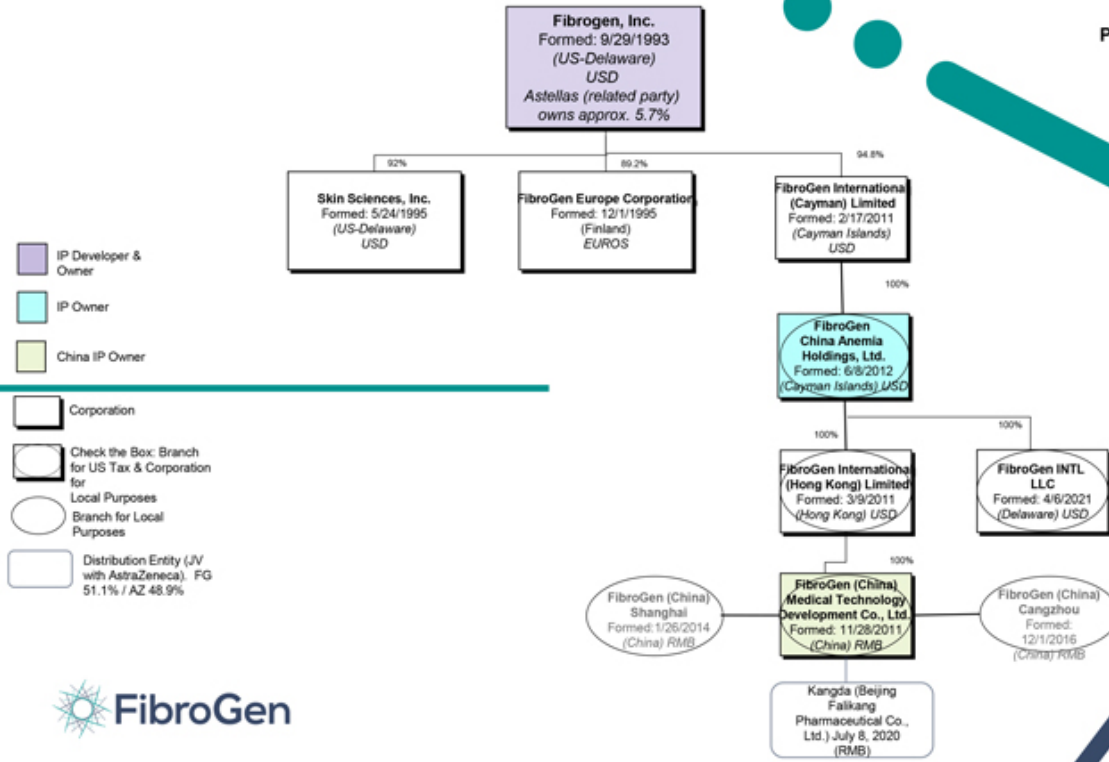 Fibrogen, Inc.
Formed: 9/29/1993
(US-Delaware)
USD
Astellas (related party)
owns approx. 5.7%
P
92%
89.2%
94.8%
Skin Sciences, Inc.
Formed: 5/24/1995
(US-Delaware)
USD
FibroGen Europe Corporation
Formed: 12/1/1995
(Finland)
EUROS
FibroGen International
(Cayman) Limited
Formed: 2/17/2011
(Cayman Islands)
USD
100%
IP Developer &
Owner
IP Owner
China IP Owner
FibroGen
China Anemia
Holdings, Ltd.
Formed: 6/8/2012
(Cayman Islands) USD
Corporation
Check the Box: Branch
for US Tax & Corporation
for
Local Purposes
Branch for Local
Purposes
Distribution Entity (JV
with AstraZeneca). FG
51.1% / AZ 48.9%
100%
100%
FibroGen International
(Hong Kong) Limited
Formed: 3/9/2011
(Hong Kong) USD
FibroGen INTL
LLC
Formed: 4/6/2021
(Delaware) USD
100%
FibroGen (China)
Shanghai
Formed:1/26/2014
(China) RMB
FibroGen (China)
Medical Technology
Development Co., Ltd.
Formed: 11/28/2011
(China) RMB
FibroGen (China)
Cangzhou
Formed:
12/1/2016
(China) RMB
Kangda (Beijing
Falikang
Pharmaceutical Co.,
Ltd.) July 8, 2020
(RMB)
FibroGen